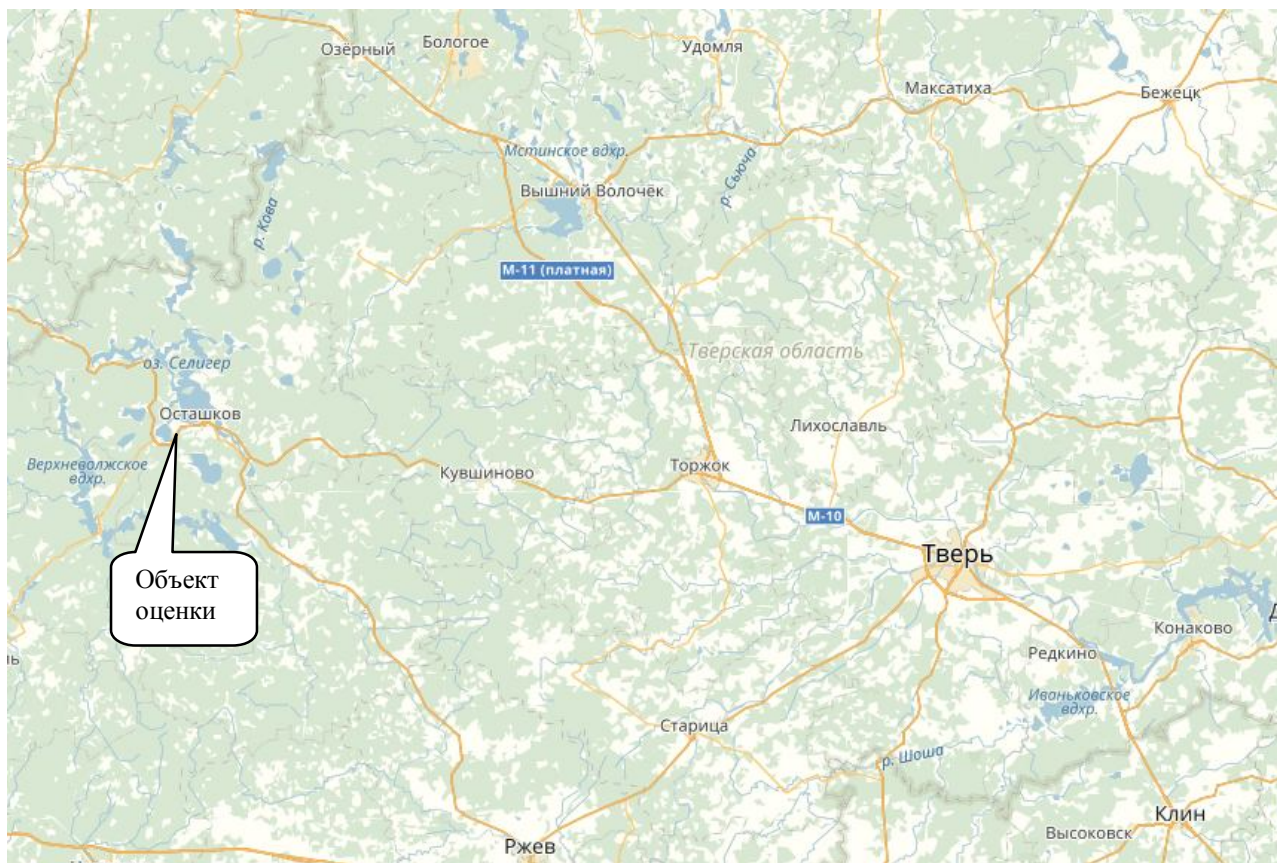 Озёрный
Бологое
Удомля
Максатиха
Бежецк
Мстинское вдхр.
р. Сьюча
Вышний Волочёк
р. Кова
М-11 (платная)
Тверская область
оз. Селигер
Осташков
Лихославль
Верхневолжское
вдхр.
Кувшиново
Торжок
М-10
Тверь
Объект
оценки
Конаково
Редкино
Иваньковское
вдхр.
Старица
р. Шоша
Клин
Высоковск
Ржев